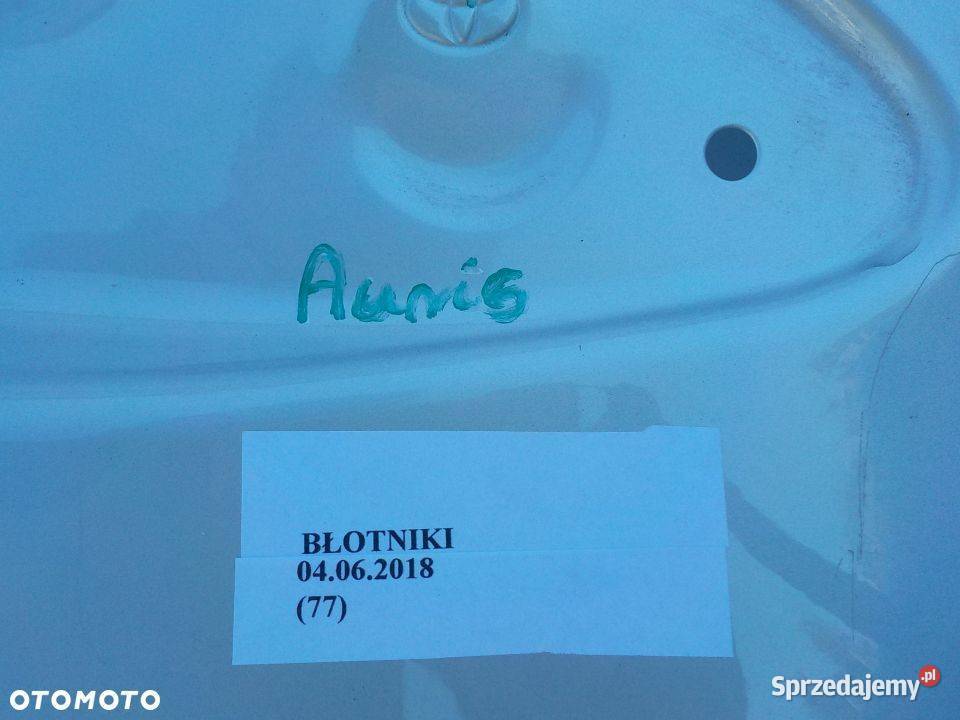 Auris
BŁOTNIKI
04.06.2018
(77)
OTOMOTO
Sprzedajemy.pl